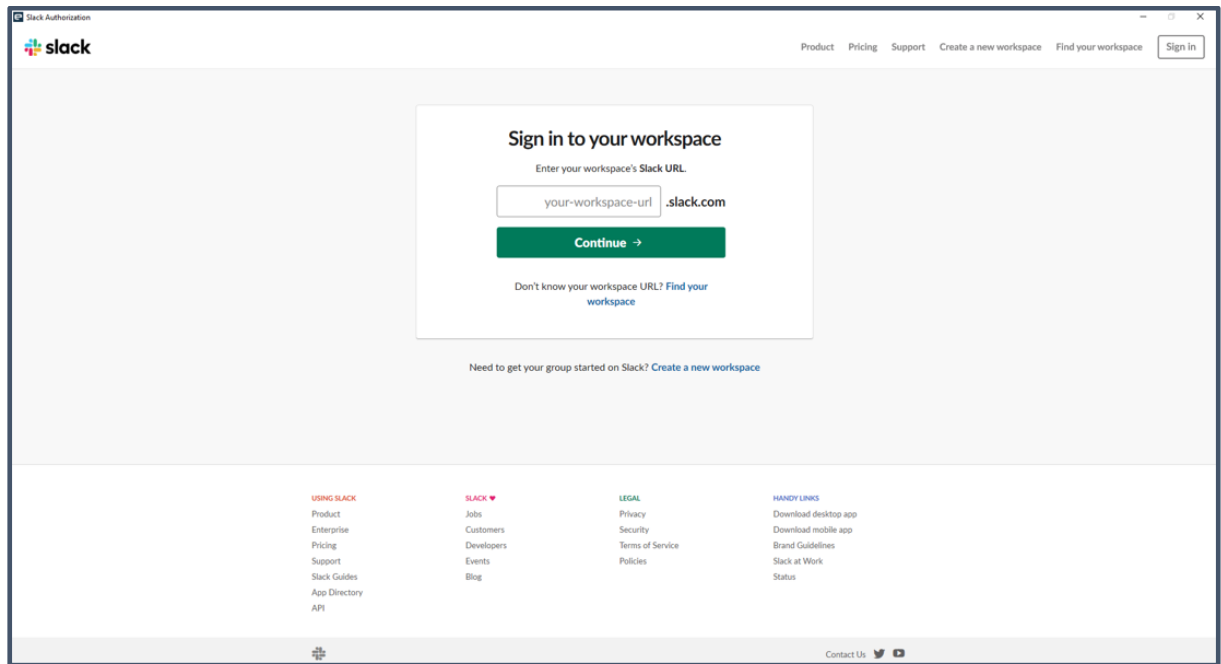 Slack Authorization
slack
Product Pricing Support Create a new workspace Find your workspace Sign in
Sign in to your workspace
Enter your workspace's Slack URL.
your-workspace-url .slack.com
Continue →
Don't know your workspace URL? Find your
workspace
Need to get your group started on Slack? Create a new workspace
USING SLACK
Product
Enterprise
Pricing
Support
Slack Guides
App Directory
API
SLACK ♥
Jobs
Customers
Developers
Events
Blog
LEGAL
Privacy
Security
Terms of Service
Policies
HANDY LINKS
Download desktop app
Download mobile app
Brand Guidelines
Slack at Work
Status
Contact Us